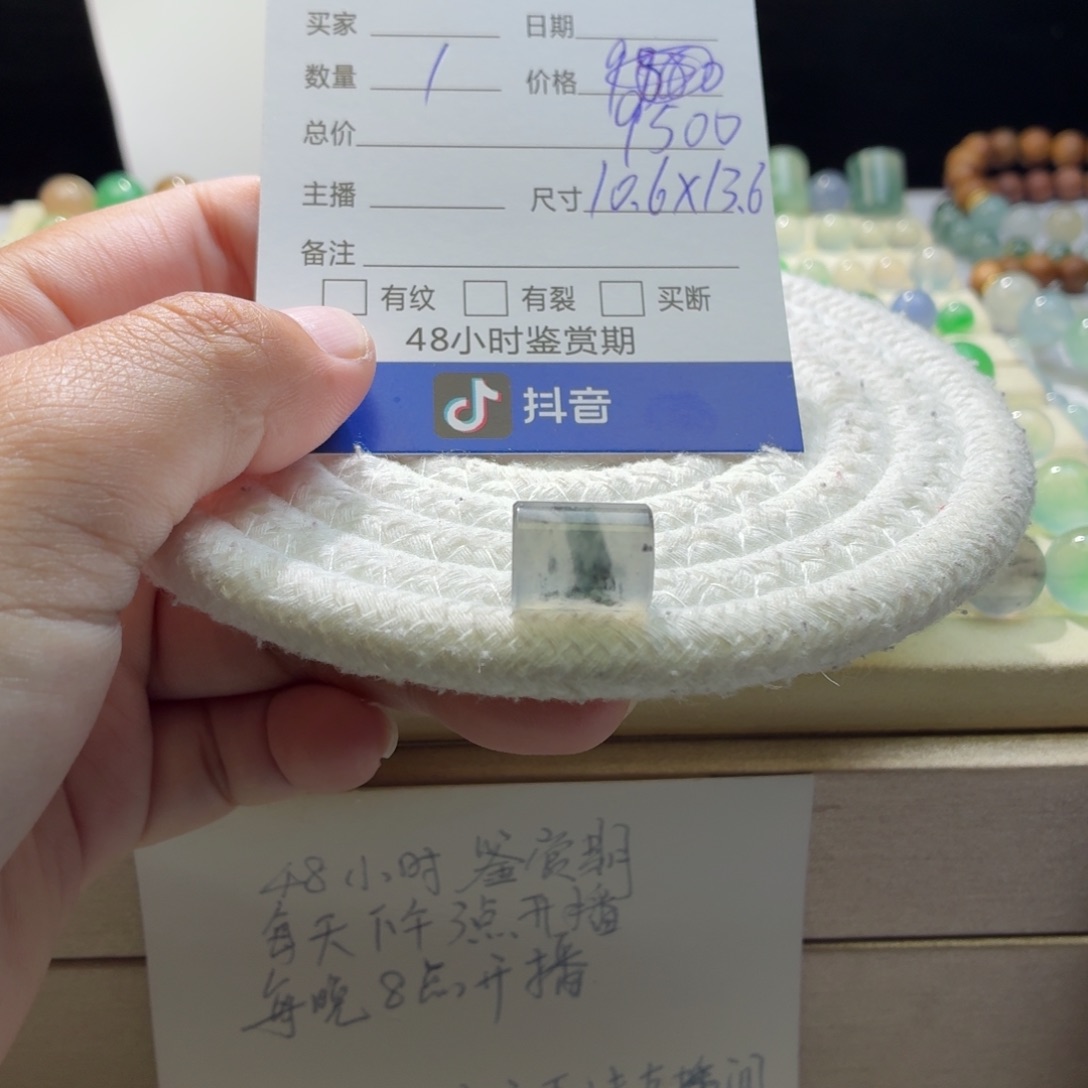 买家 日期
数量 1 价格
9500
总价
主播 尺寸 10.6X13.6
备注
有纹 有裂 买断
48小时鉴赏期
抖音
48小时鉴赏期
每天下午3点开播
每晚8点开播
播间